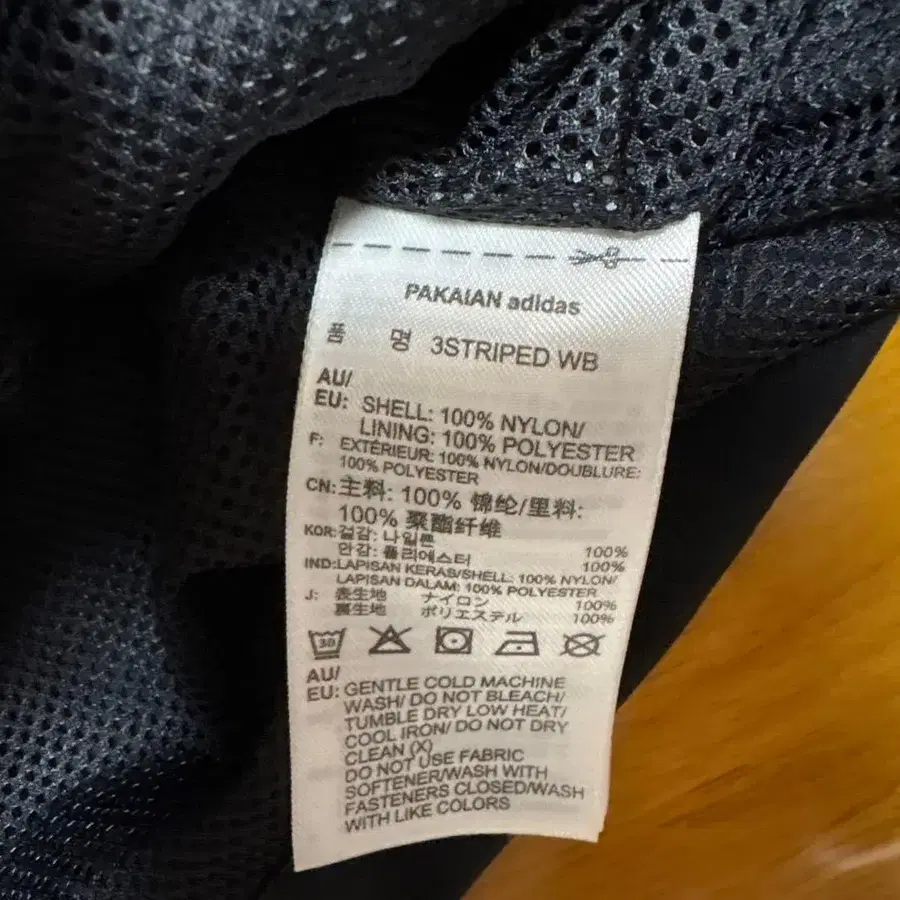 PAKAIAN adidas
품 명 3STRIPED WB
AU/
EU: SHELL: 100% NYLON/
LINING: 100% POLYESTER
F: EXTÉRIEUR: 100% NYLON/DOUBLURE:
100% POLYESTER
CN: 主料: 100% 锦纶/里料:
100% 聚酯纤维
KOR: 겉감: 나일론 100%
안감: 폴리에스터 100%
IND: LAPISAN KERAS/SHELL: 100% NYLON/
LAPISAN DALAM: 100% POLYESTER
J: 表生地 ナイロン 100%
裏生地 ポリエステル 100%
30
AU/
EU: GENTLE COLD MACHINE
WASH/ DO NOT BLEACH/
TUMBLE DRY LOW HEAT/
COOL IRON/ DO NOT DRY
CLEAN (X)
DO NOT USE FABRIC
SOFTENER/WASH WITH
FASTENERS CLOSED/WASH
WITH LIKE COLORS